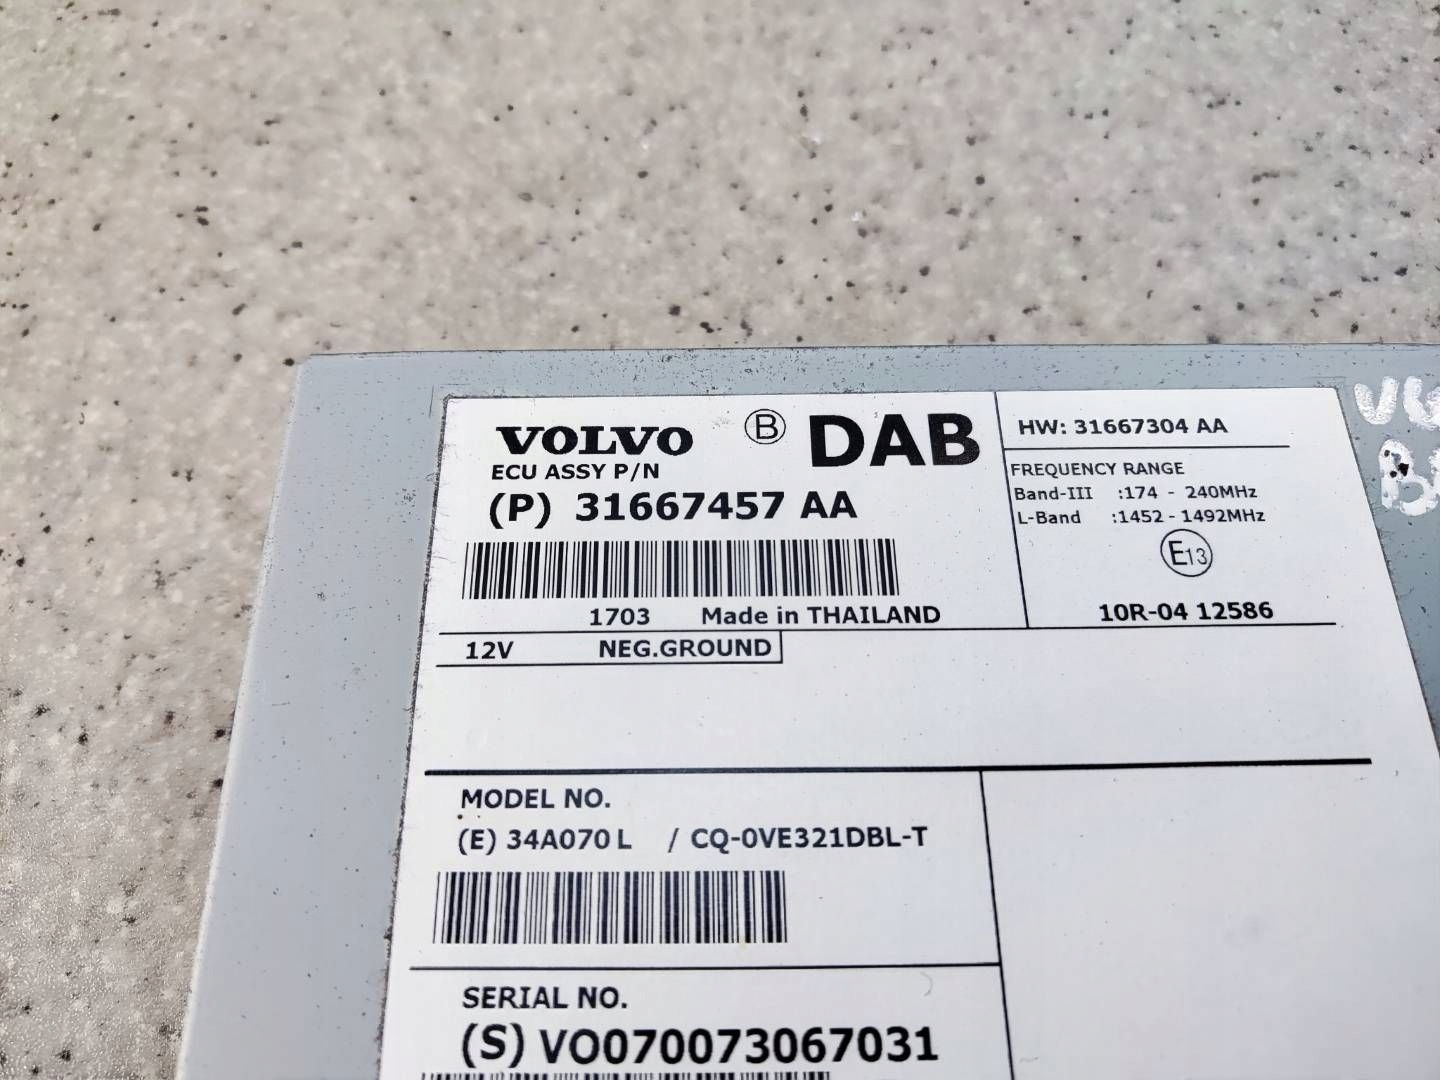 VOLVO B DAB
ECU ASSY P/N
(P) 31667457 AA
1703 Made in THAILAND
12V NEG.GROUND
HW: 31667304 AA
FREQUENCY RANGE
Band-III :174 - 240MHz
L-Band :1452 - 1492MHz
E13
10R-04 12586
MODEL NO.
(E) 34A070 L / CQ-0VE321DBL-T
SERIAL NO.
(S) VO070073067031